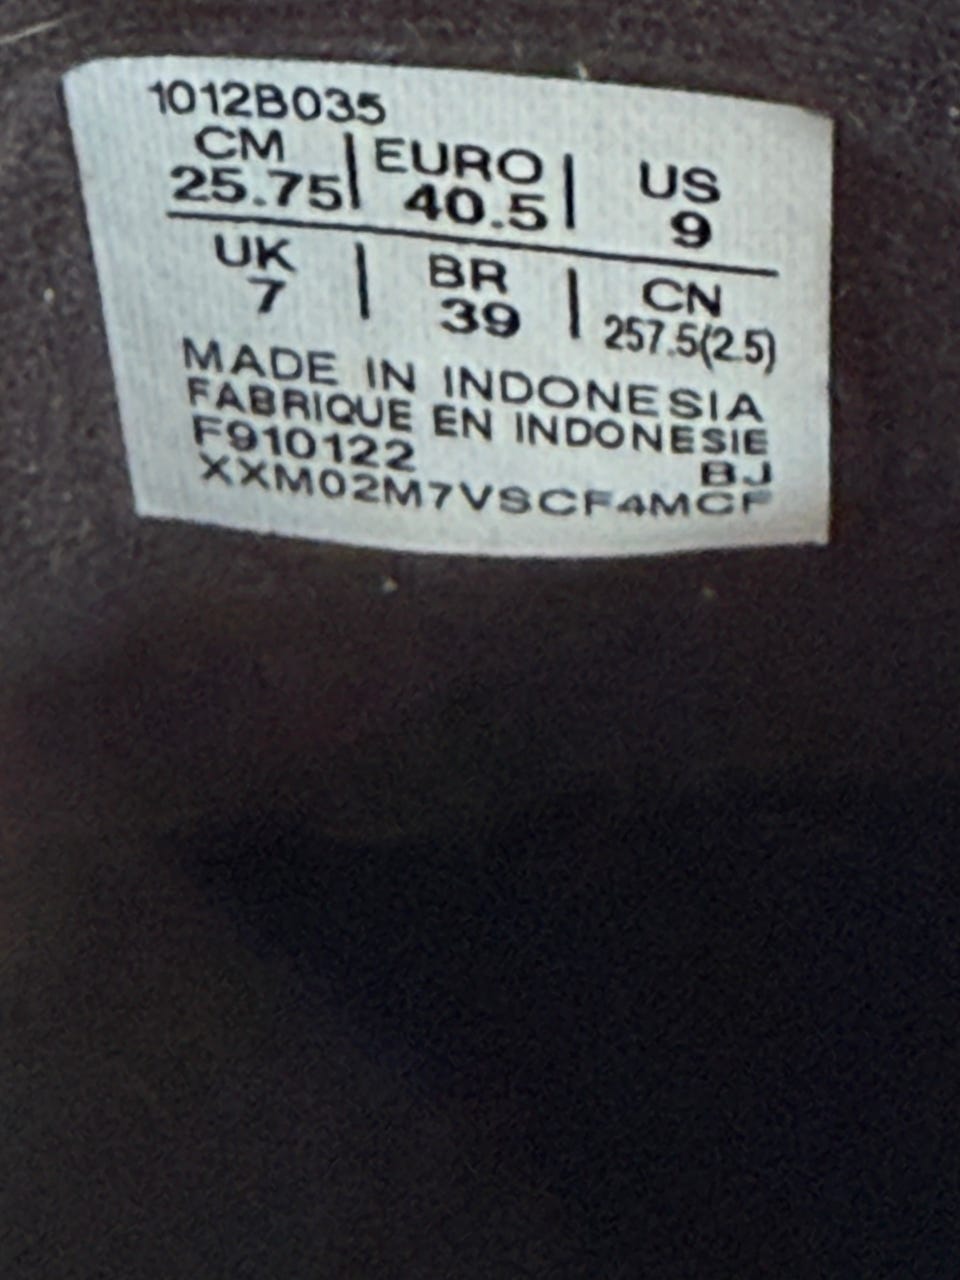 1012B035
CM | EURO | US
25.75 | 40.5 | 9
UK | BR | CN
7 | 39 | 257.5(2.5)
MADE IN INDONESIA
FABRIQUE EN INDONESIE
F910122 BJ
XXM02M7VSCF4MCF